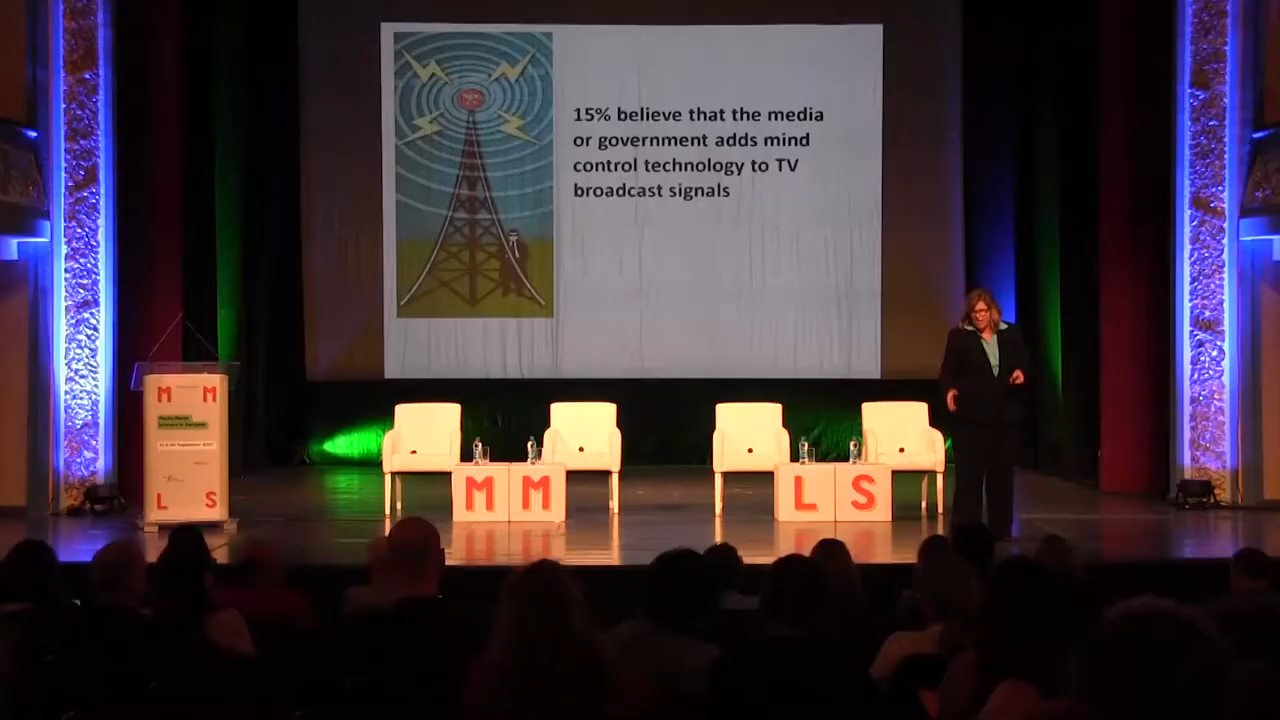 15% believe that the media
or government adds mind
control technology to TV
broadcast signals
M M
L S
M M
L S